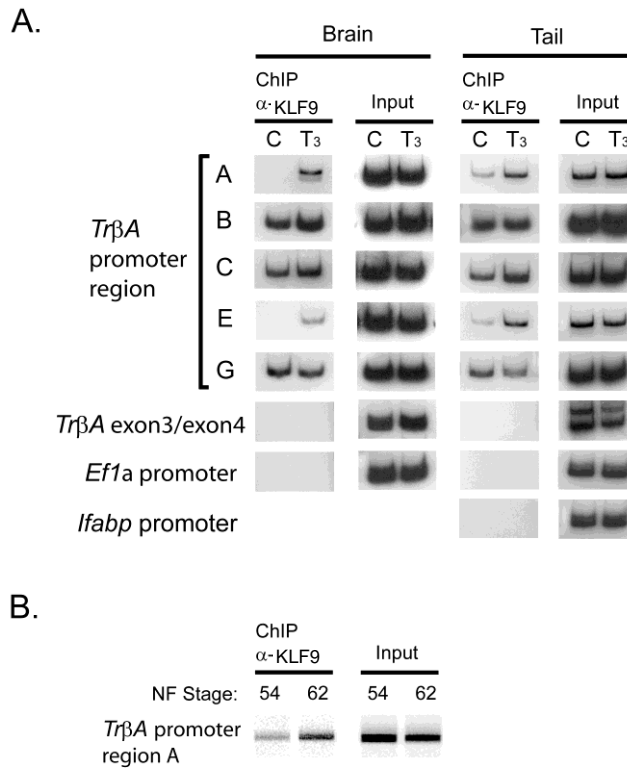 A.
Brain Tail
ChIP ChIP
α-KLF9 Input α-KLF9 Input
C T3 C T3 C T3 C T3
A
B
TrβA
promoter
region
C
E
G
TrβA exon3/exon4
Ef1a promoter
Ifabp promoter
B.
ChIP
α-KLF9 Input
NF Stage: 54 62 54 62
TrβA promoter
region A